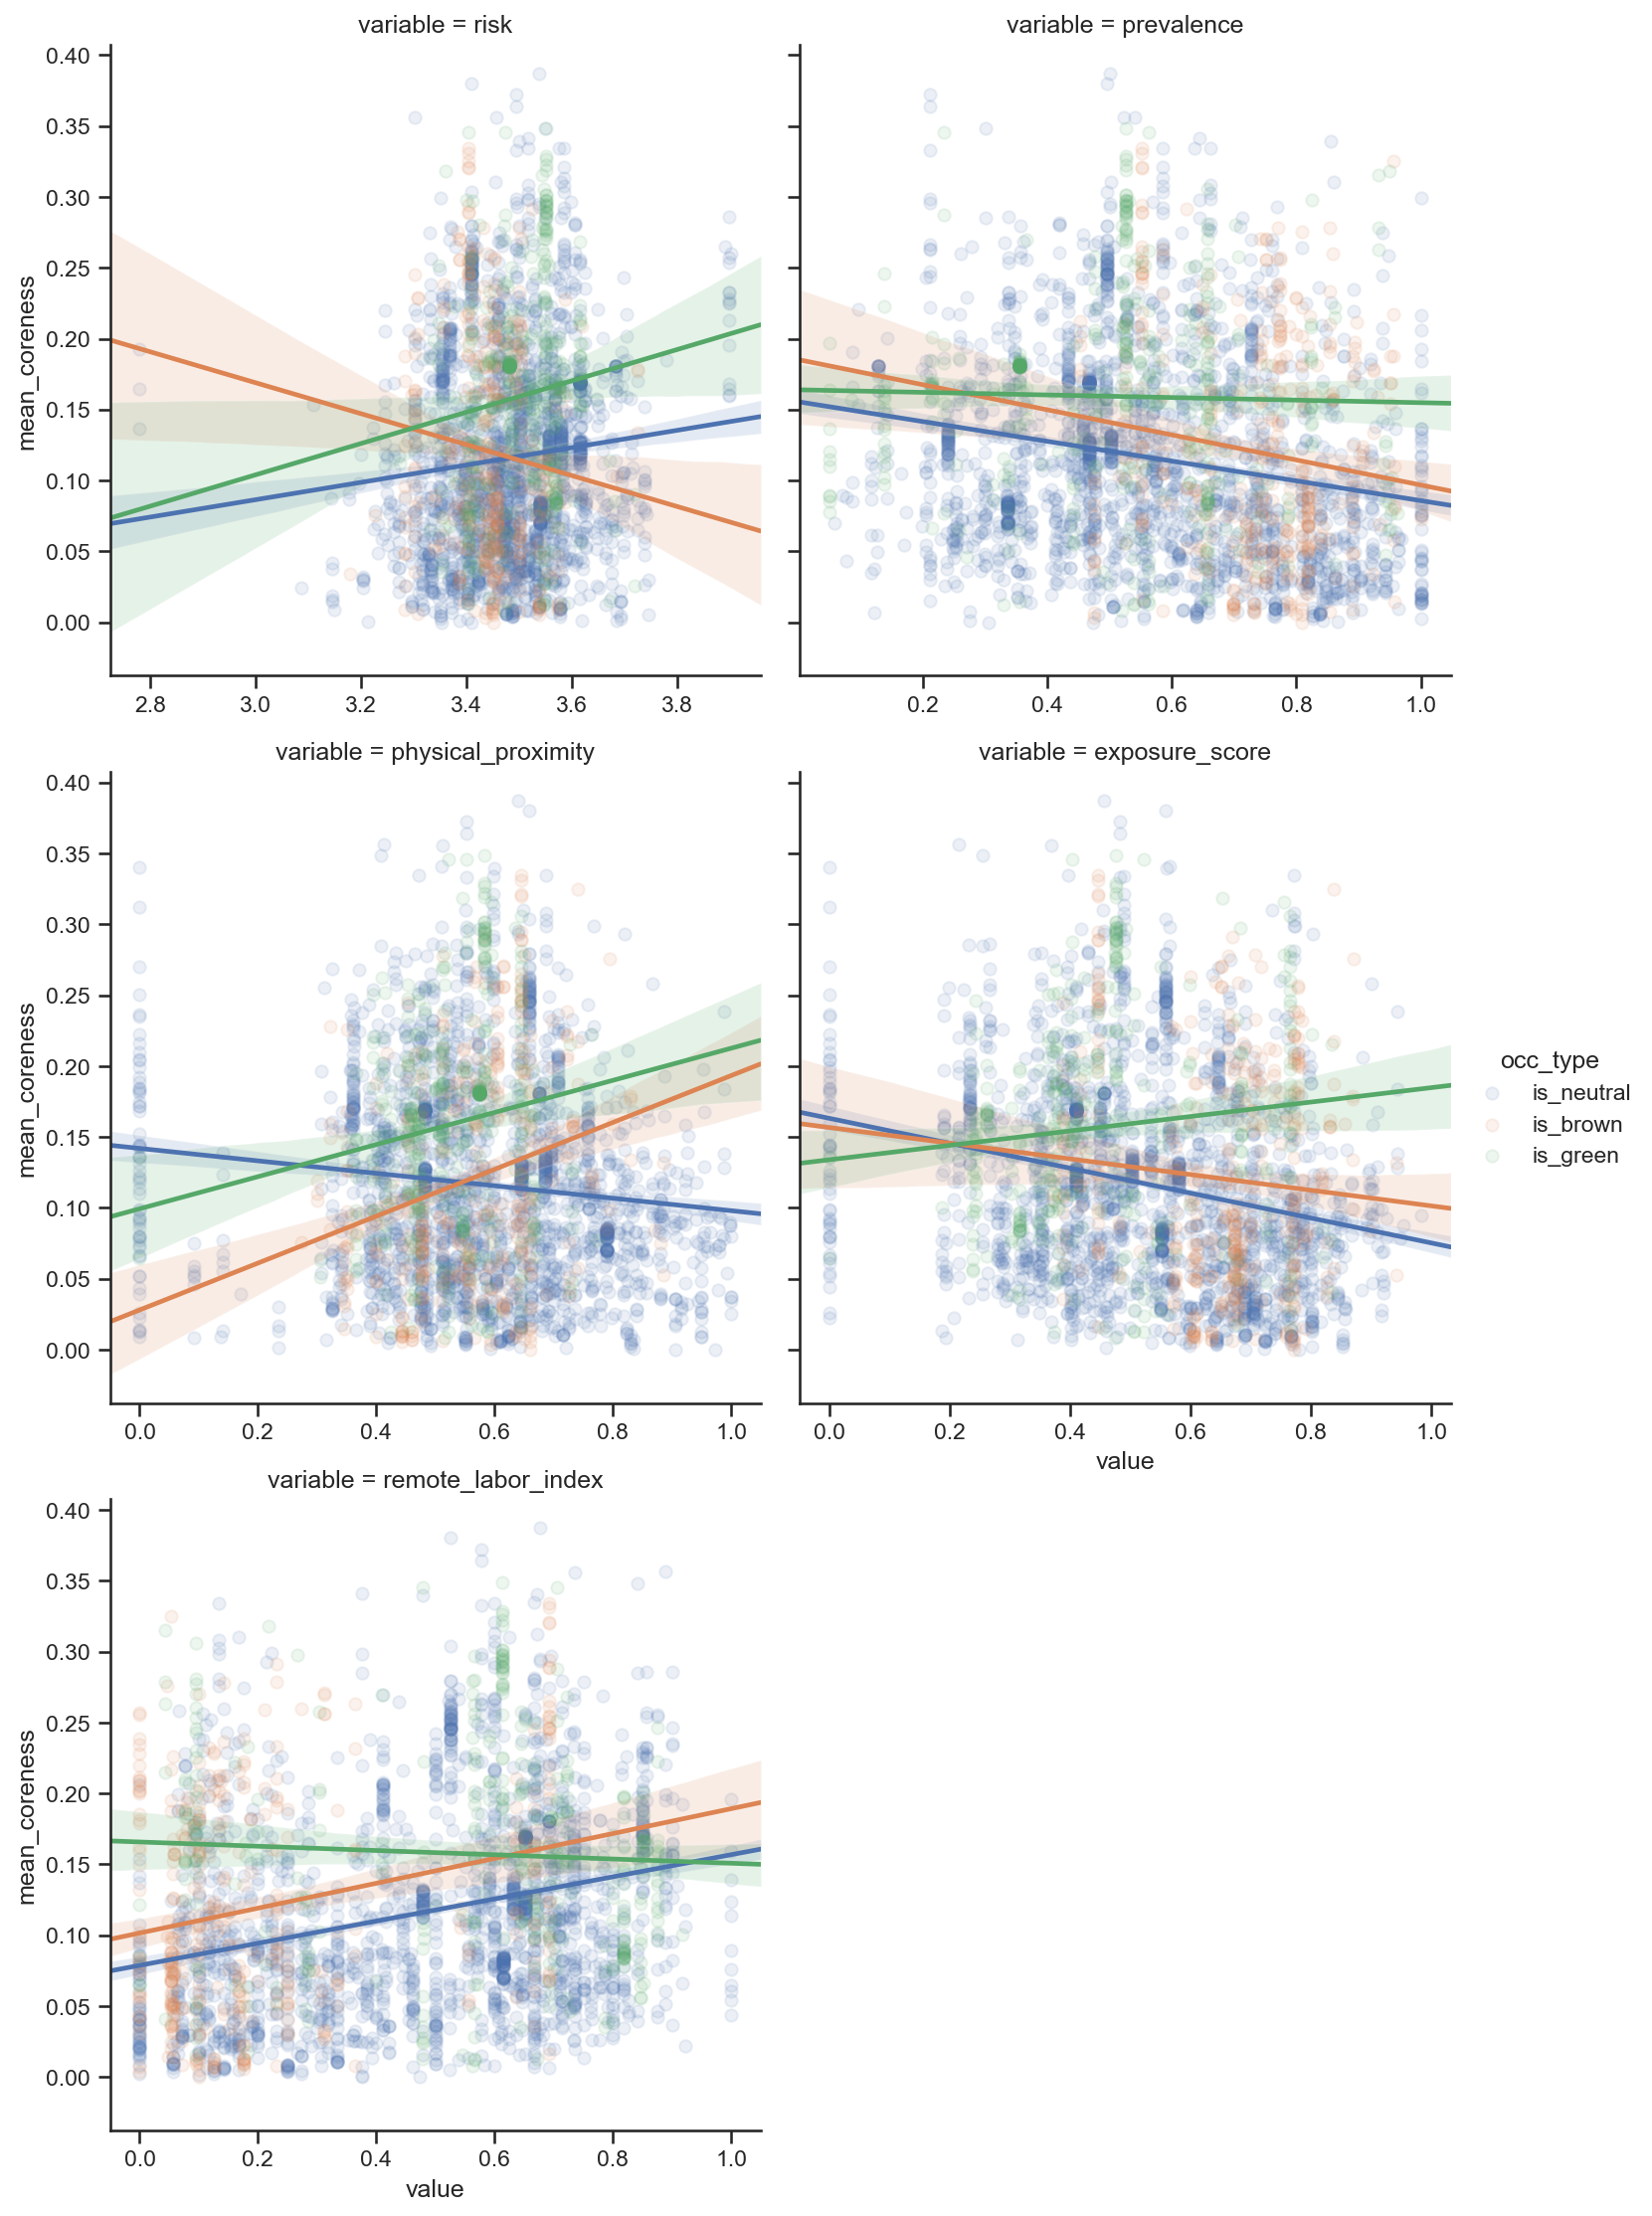 variable = risk
variable = prevalence
mean_coreness
0.40
0.35
0.30
0.25
0.20
0.15
0.10
0.05
0.00
2.8 3.0 3.2 3.4 3.6 3.8
0.2 0.4 0.6 0.8 1.0
variable = physical_proximity
variable = exposure_score
mean_coreness
0.40
0.35
0.30
0.25
0.20
0.15
0.10
0.05
0.00
0.0 0.2 0.4 0.6 0.8 1.0
0.0 0.2 0.4 0.6 0.8 1.0
value
occ_type
is_neutral
is_brown
is_green
variable = remote_labor_index
mean_coreness
0.40
0.35
0.30
0.25
0.20
0.15
0.10
0.05
0.00
0.0 0.2 0.4 0.6 0.8 1.0
value